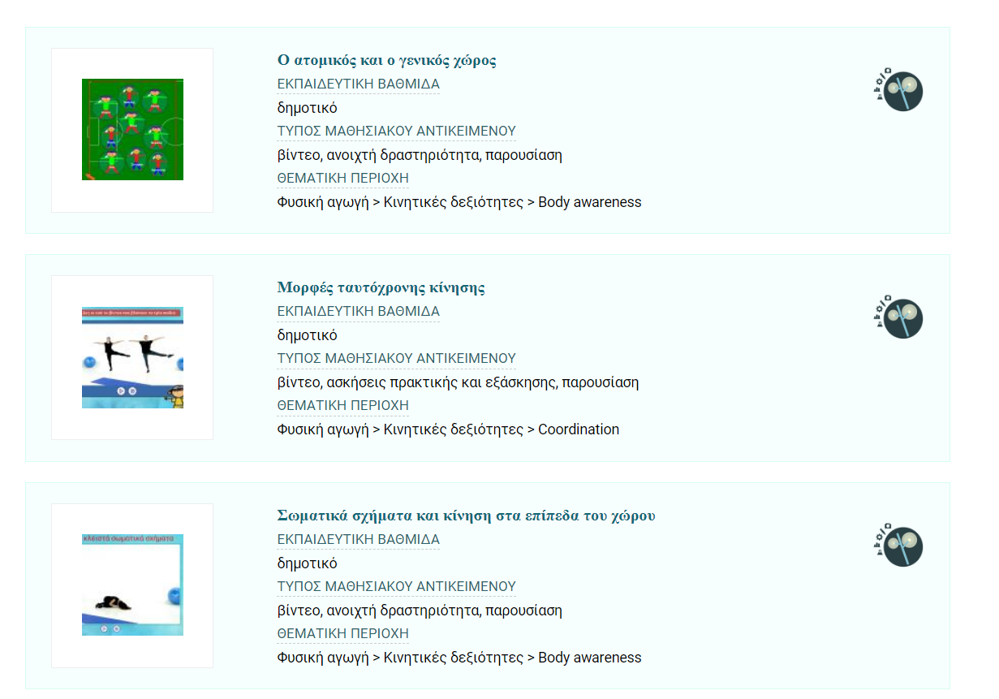 Ο ατομικός και ο γενικός χώρος
ΕΚΠΑΙΔΕΥΤΙΚΗ ΒΑΘΜΙΔΑ
δημοτικό
ΤΥΠΟΣ ΜΑΘΗΣΙΑΚΟΥ ΑΝΤΙΚΕΙΜΕΝΟΥ
βίντεο, ανοιχτή δραστηριότητα, παρουσίαση
ΘΕΜΑΤΙΚΗ ΠΕΡΙΟΧΗ
Φυσική αγωγή > Κινητικές δεξιότητες > Body awareness
Μορφές ταυτόχρονης κίνησης
ΕΚΠΑΙΔΕΥΤΙΚΗ ΒΑΘΜΙΔΑ
δημοτικό
ΤΥΠΟΣ ΜΑΘΗΣΙΑΚΟΥ ΑΝΤΙΚΕΙΜΕΝΟΥ
βίντεο, ασκήσεις πρακτικής και εξάσκησης, παρουσίαση
ΘΕΜΑΤΙΚΗ ΠΕΡΙΟΧΗ
Φυσική αγωγή > Κινητικές δεξιότητες > Coordination
κλειστά σωματικά σχήματα
Σωματικά σχήματα και κίνηση στα επίπεδα του χώρου
ΕΚΠΑΙΔΕΥΤΙΚΗ ΒΑΘΜΙΔΑ
δημοτικό
ΤΥΠΟΣ ΜΑΘΗΣΙΑΚΟΥ ΑΝΤΙΚΕΙΜΕΝΟΥ
βίντεο, ανοιχτή δραστηριότητα, παρουσίαση
ΘΕΜΑΤΙΚΗ ΠΕΡΙΟΧΗ
Φυσική αγωγή > Κινητικές δεξιότητες > Body awareness